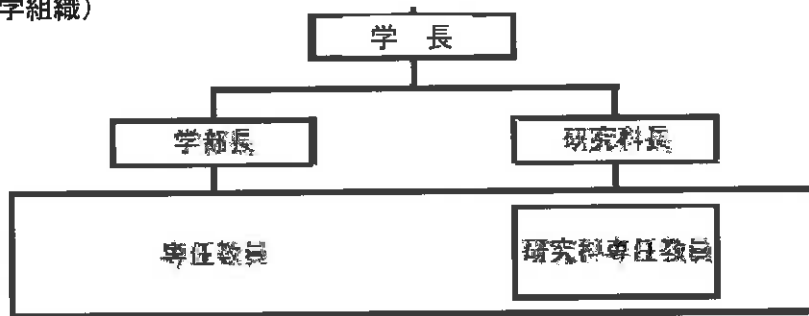 学組織）
学　長
学部長
研究科長
専任教員
研究科専任教員